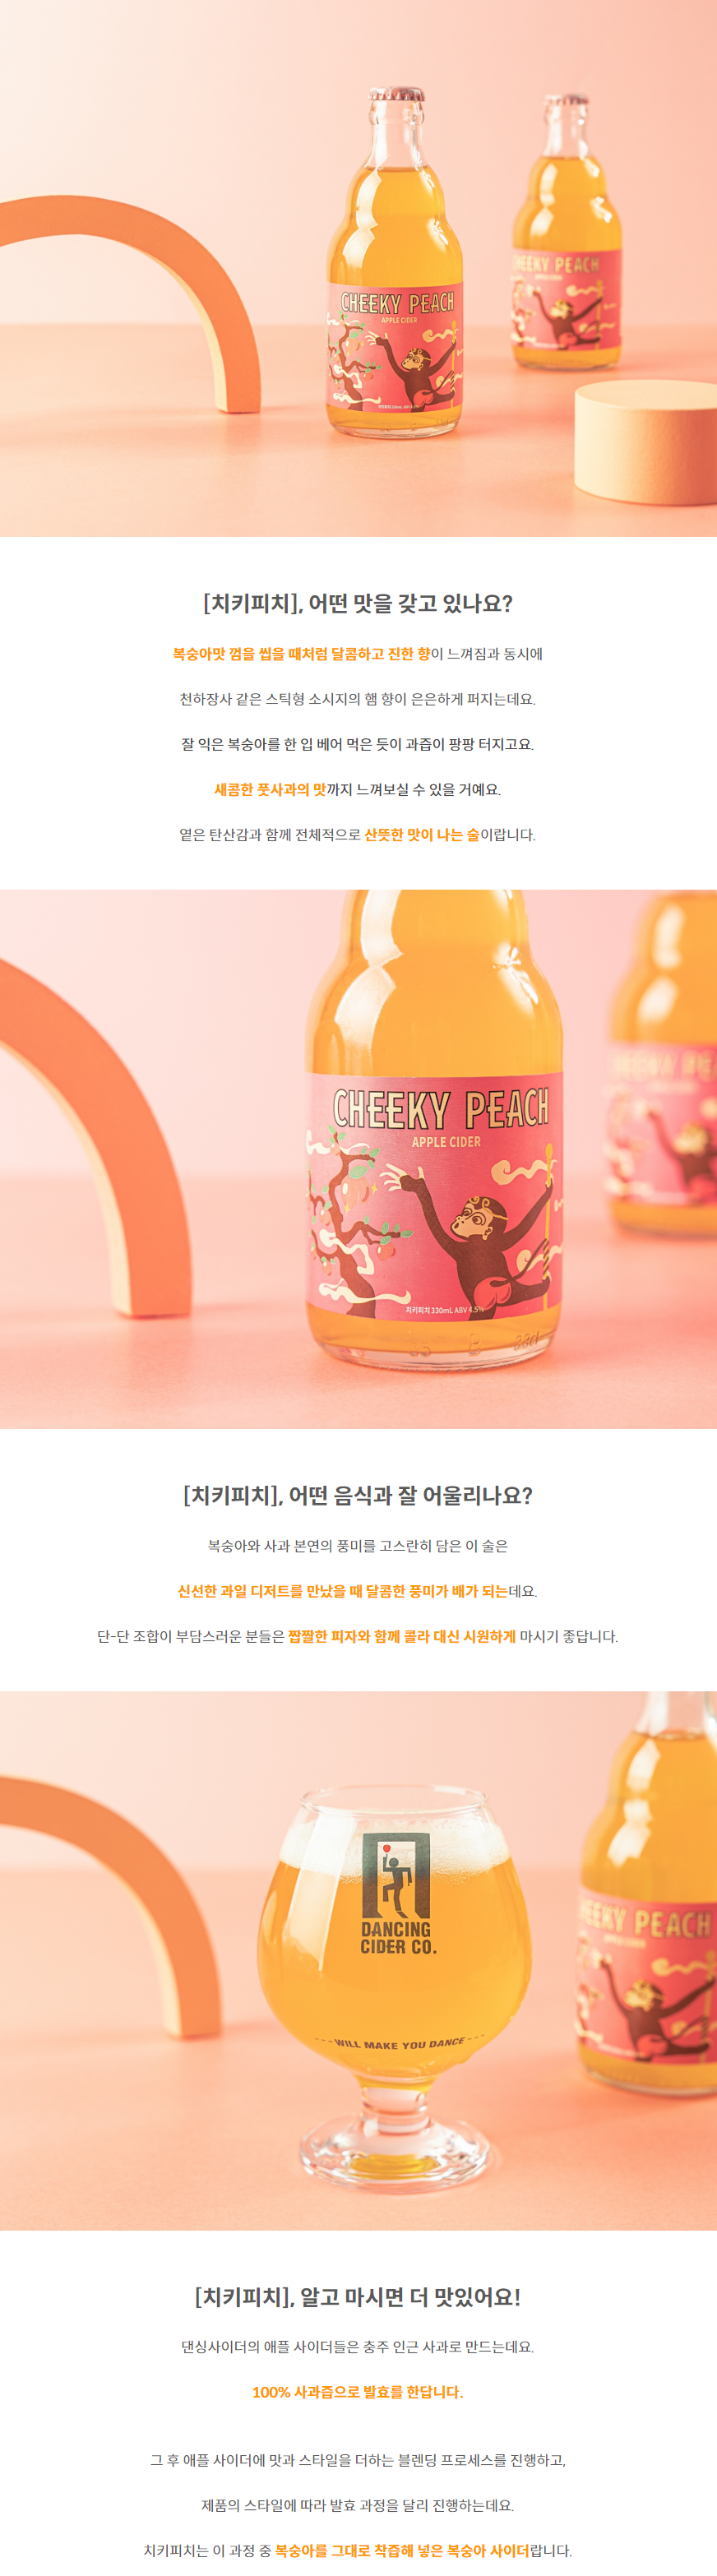 CHEEKY PEACH
APPLE CIDER
CHEEKY PEACH
[치키피치], 어떤 맛을 갖고 있나요?
복숭아맛 껌을 씹을 때처럼 달콤하고 진한 향이 느껴짐과 동시에
천하장사 같은 스틱형 소시지의 햄 향이 은은하게 퍼지는데요.
잘 익은 복숭아를 한 입 베어 먹은 듯이 과즙이 팡팡 터지고요.
새콤한 풋사과의 맛까지 느껴보실 수 있을 거예요.
옅은 탄산감과 함께 전체적으로 산뜻한 맛이 나는 술이랍니다.
CHEEKY PEACH
APPLE CIDER
치키피치 330mL ABV 4.5%
[치키피치], 어떤 음식과 잘 어울리나요?
복숭아와 사과 본연의 풍미를 고스란히 담은 이 술은
신선한 과일 디저트를 만났을 때 달콤한 풍미가 배가 되는데요.
단-단 조합이 부담스러운 분들은 짭짤한 피자와 함께 콜라 대신 시원하게 마시기 좋답니다.
DANCING
CIDER CO.
---WILL MAKE YOU DANCE---
EEKY PEACH
[치키피치], 알고 마시면 더 맛있어요!
댄싱사이더의 애플 사이더들은 충주 인근 사과로 만드는데요.
100% 사과즙으로 발효를 한답니다.
그 후 애플 사이더에 맛과 스타일을 더하는 블렌딩 프로세스를 진행하고,
제품의 스타일에 따라 발효 과정을 달리 진행하는데요.
치키피치는 이 과정 중 복숭아를 그대로 착즙해 넣은 복숭아 사이더랍니다.